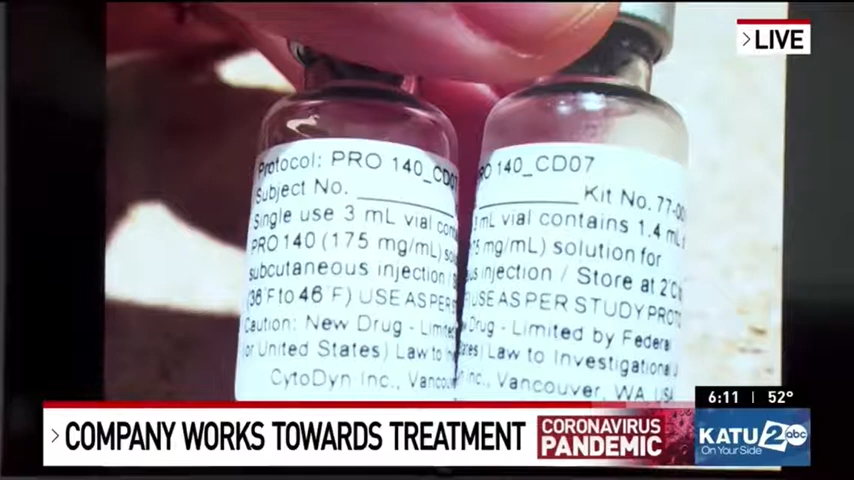 LIVE
Protocol: PRO 140_CD07
Subject No.
Single use 3 mL vial
PRO 140 (175 mg/mL)
subcutaneous injection /
(36°F to 46°F) USE AS PER
Caution: New Drug - Limited
(or United States) Law to
CytoDyn Inc., Vancouver
PRO 140_CD07
Kit No. 77-00
mL vial contains 1.4 mL
mg/mL) solution for
injection / Store at 2°C
USE AS PER STUDY
Drug - Limited by Federal
Law to Investigational
Inc., Vancouver, WA, USA
6:11 | 52°
COMPANY WORKS TOWARDS TREATMENT
CORONAVIRUS
PANDEMIC
KATU 2 abc
On Your Side